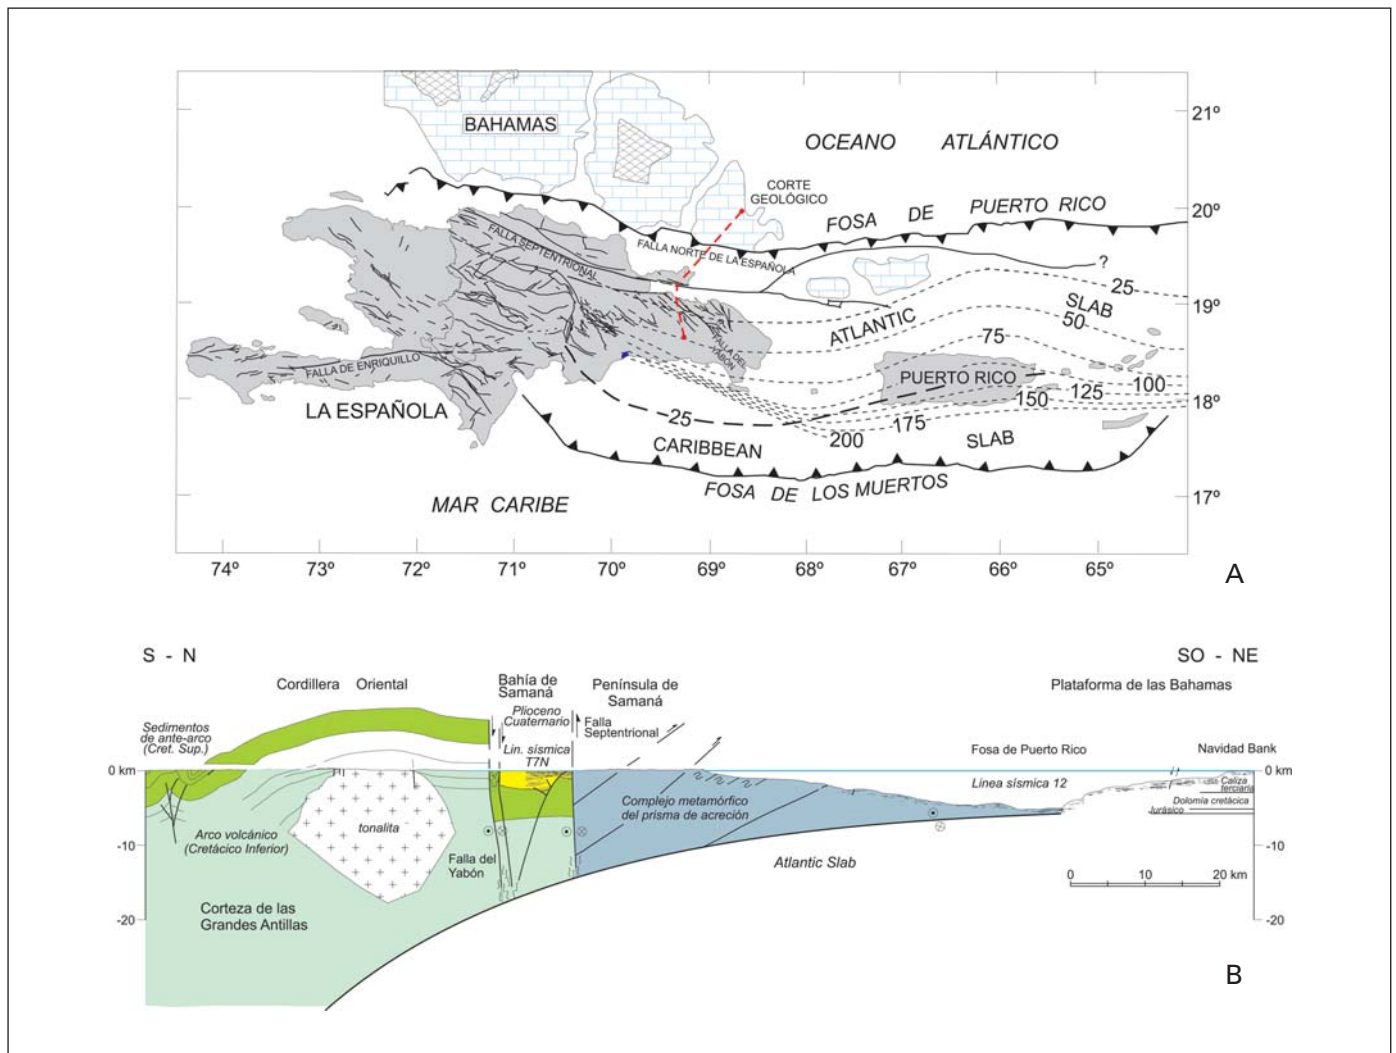 BAHAMAS
OCEANO ATLÁNTICO
21º
CORTE
GEOLÓGICO
FOSA DE PUERTO RICO
20º
FALLA SEPTENTRIONAL
FALLA NORTE DE LA ESPAÑOLA
?
25
19º
SLAB
50
ATLANTIC
75
FALLA DEL
YABÓN
FALLA DE ENRIQUILLO
PUERTO RICO
100
125
150
18º
LA ESPAÑOLA
25
175
200
CARIBBEAN SLAB
FOSA DE LOS MUERTOS
17º
MAR CARIBE
74º 73º 72º 71º 70º 69º 68º 67º 66º 65º
A
S - N
SO - NE
Cordillera Oriental
Bahía de
Samaná
Península de
Samaná
Plataforma de las Bahamas
Plioceno
Cuaternario
Falla
Septentrional
Sedimentos
de ante-arco
(Cret. Sup.)
Lin. sísmica
T7N
Fosa de Puerto Rico
Navidad Bank
0 km
0 km
Linea sísmica 12
Caliza
terciaria
Dolomía cretácica
Jurásico
Complejo metamórfico
del prisma de acreción
tonalita
Arco volcánico
(Cretácico Inferior)
-10
-10
Falla del
Yabón
Atlantic Slab
0 10 20 km
Corteza de las
Grandes Antillas
-20
-20
B